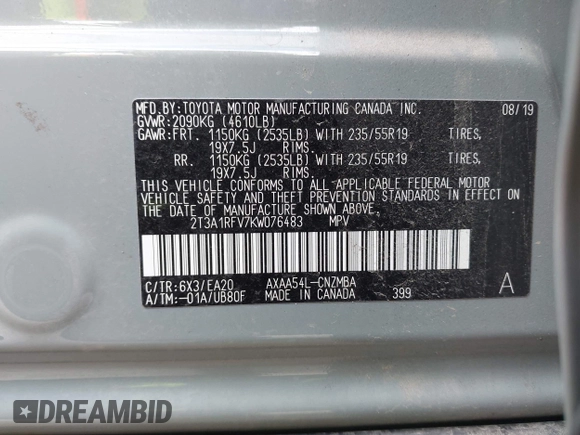 MFD. BY:TOYOTA MOTOR MANUFACTURING CANADA INC. 08/19
GVWR:2090KG (4610LB)
GAWR:FRT. 1150KG (2535LB) WITH 235/55R19 TIRES,
19X7.5J RIMS.
RR. 1150KG (2535LB) WITH 235/55R19 TIRES,
19X7.5J RIMS.
THIS VEHICLE CONFORMS TO ALL APPLICABLE FEDERAL MOTOR
VEHICLE SAFETY AND THEFT PREVENTION STANDARDS IN EFFECT ON
THE DATE OF MANUFACTURE SHOWN ABOVE.
2T3A1RFV7KW076483 MPV
C/TR:6X3/EA20 AXAA54L-CNZMBA A
A/TM:-01A/UB80F MADE IN CANADA 399
DREAMBID
DREAMBID.COM